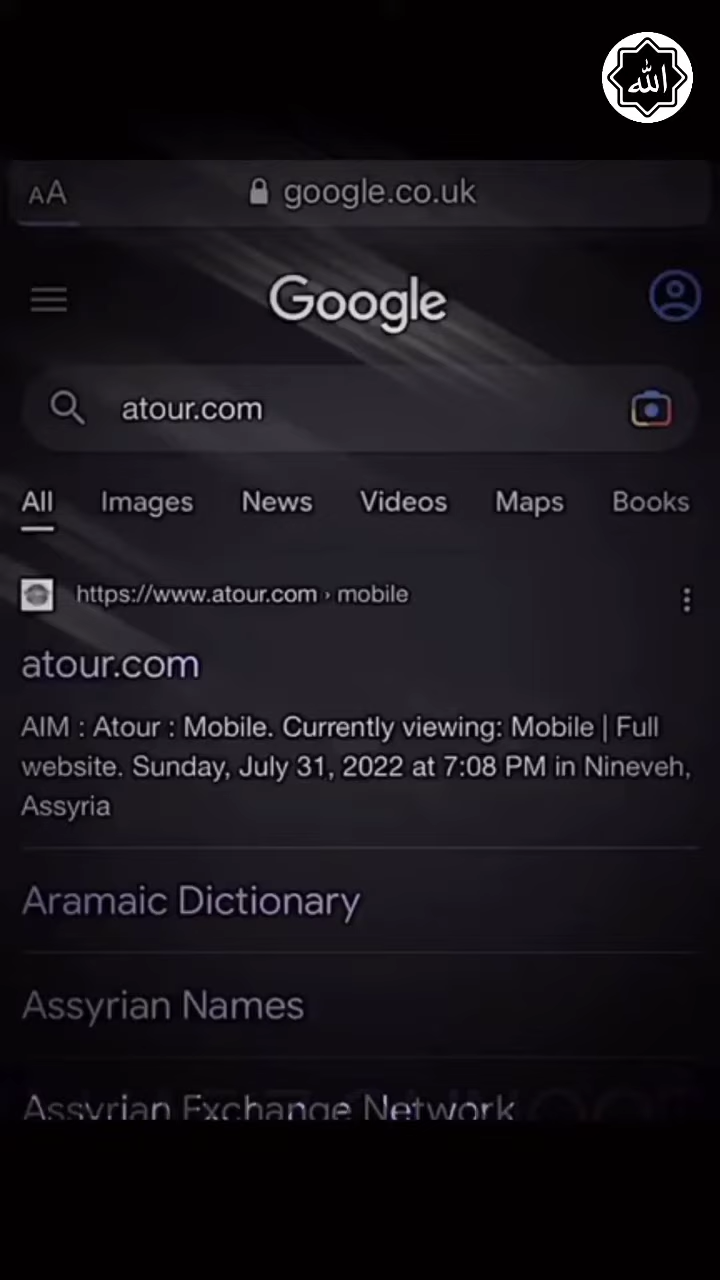 الله
AA
google.co.uk
Google
atour.com
All Images News Videos Maps Books
https://www.atour.com › mobile
atour.com
AIM : Atour : Mobile. Currently viewing: Mobile | Full
website. Sunday, July 31, 2022 at 7:08 PM in Nineveh,
Assyria
Aramaic Dictionary
Assyrian Names
Assyrian Exchange Network